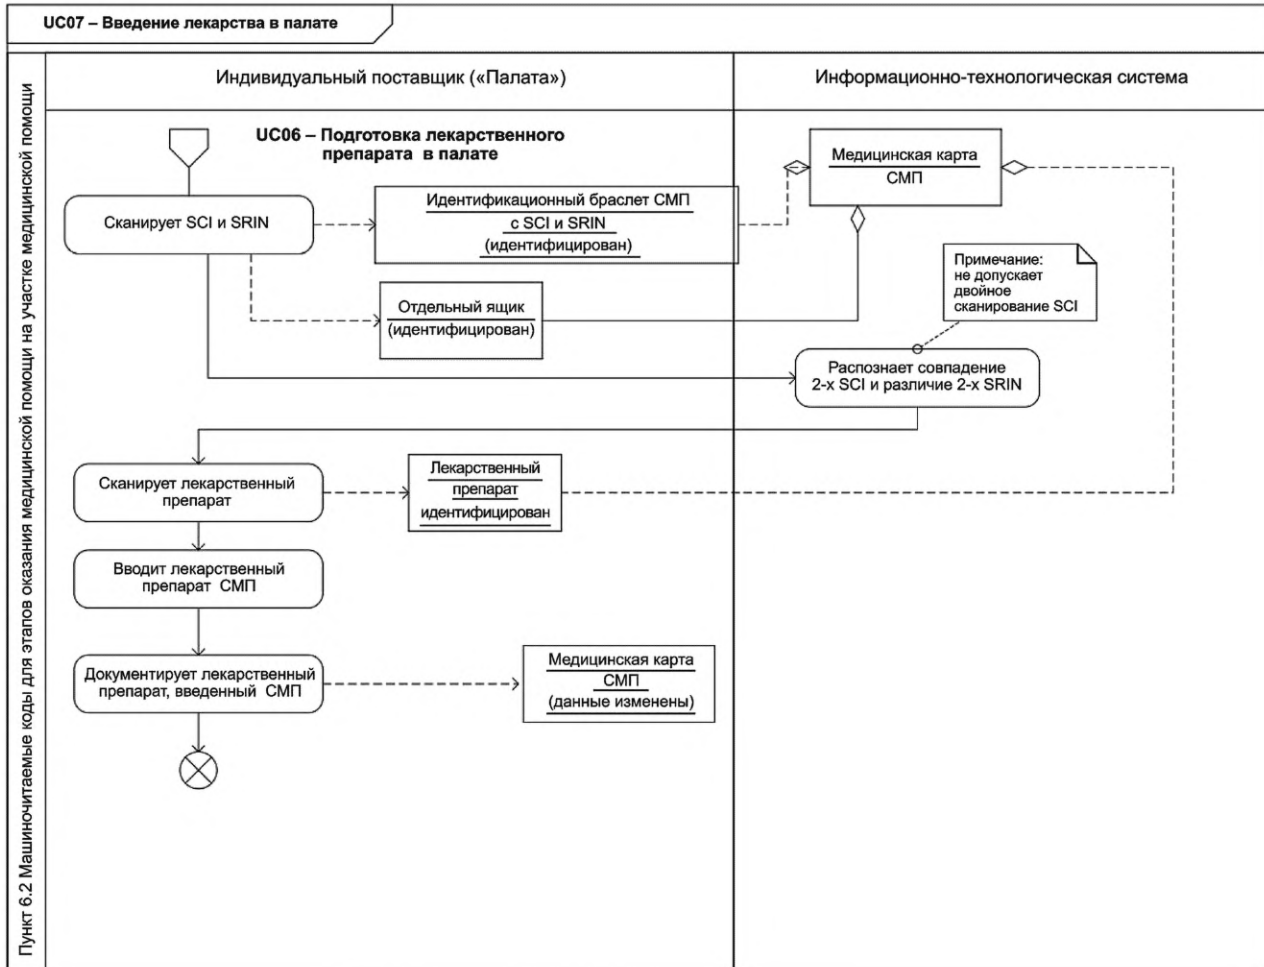 UC07 – Введение лекарства в палате
Пункт 6.2 Машиночитаемые коды для этапов оказания медицинской помощи на участке медицинской помощи
Индивидуальный поставщик («Палата»)
Информационно-технологическая система
UC06 – Подготовка лекарственного
препарата в палате
Медицинская карта
СМП
Сканирует SCI и SRIN
Идентификационный браслет СМП
с SCI и SRIN
(идентифицирован)
Примечание:
не допускает
двойное
сканирование SCI
Отдельный ящик
(идентифицирован)
Распознает совпадение
2-х SCI и различие 2-х SRIN
Сканирует лекарственный
препарат
Лекарственный
препарат
идентифицирован
Вводит лекарственный
препарат СМП
Документирует лекарственный
препарат, введенный СМП
Медицинская карта
СМП
(данные изменены)